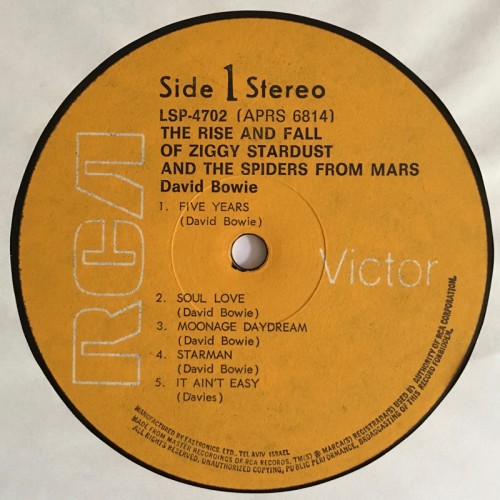 Side 1 Stereo
LSP-4702 (APRS 6814)
THE RISE AND FALL
OF ZIGGY STARDUST
AND THE SPIDERS FROM MARS
David Bowie
1. FIVE YEARS
(David Bowie)
RCA
Victor
2. SOUL LOVE
(David Bowie)
3. MOONAGE DAYDREAM
(David Bowie)
4. STARMAN
(David Bowie)
5. IT AIN'T EASY
(Davies)
MANUFACTURED BY EASTRONICS, LTD., TEL AVIV, ISRAEL
MADE FROM MASTER RECORDINGS OF RCA RECORDS. TM(S) ® MARCA(S) REGISTRADA(S) USED BY AUTHORITY OF RCA CORPORATION.
ALL RIGHTS RESERVED. UNAUTHORIZED COPYING, PUBLIC PERFORMANCE, BROADCASTING OF THIS RECORD FORBIDDEN.